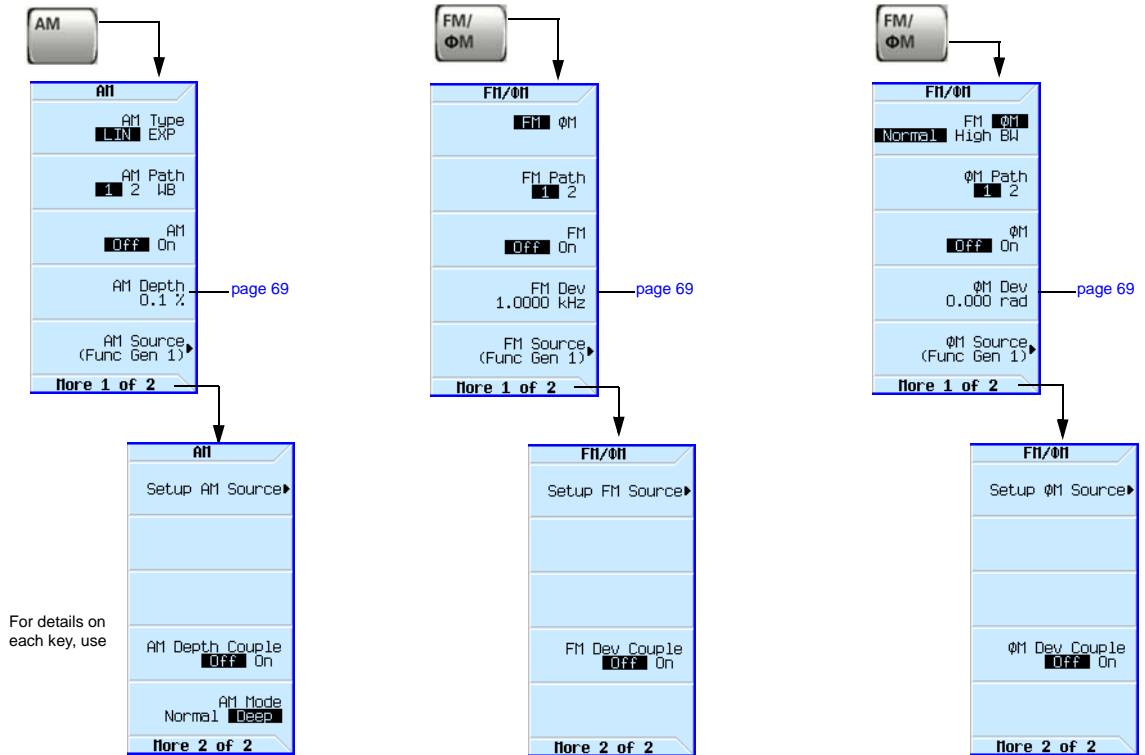 AM
AM
AM Type
LIN EXP
AM Path
1 2 WB
AM
Off On
AM Depth
0.1 %
page 69
AM Source
(Func Gen 1)
More 1 of 2
AM
Setup AM Source
AM Depth Couple
Off On
AM Mode
Normal Deep
More 2 of 2
For details on
each key, use
FM/
ΦM
FM/ΦM
FM ΦM
FM Path
1 2
FM
Off On
FM Dev
1.0000 kHz
page 69
FM Source
(Func Gen 1)
More 1 of 2
FM/ΦM
Setup FM Source
FM Dev Couple
Off On
More 2 of 2
FM/
ΦM
FM/ΦM
FM ΦM
Normal High BW
ΦM Path
1 2
ΦM
Off On
ΦM Dev
0.000 rad
page 69
ΦM Source
(Func Gen 1)
More 1 of 2
FM/ΦM
Setup ΦM Source
ΦM Dev Couple
Off On
More 2 of 2